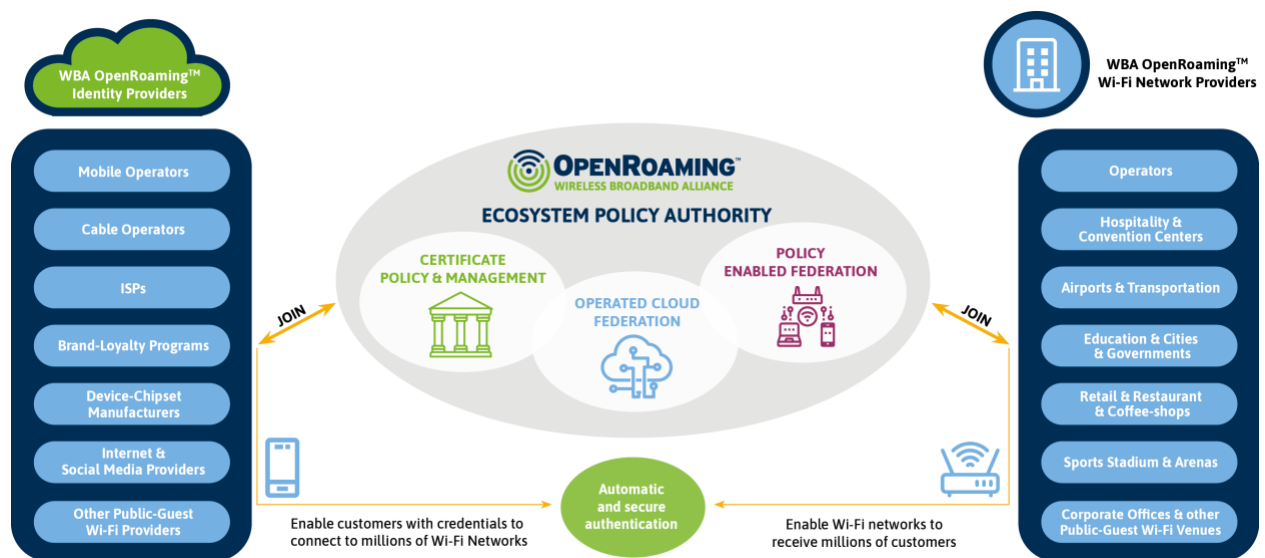 WBA OpenRoaming™
Identity Providers
Mobile Operators
Cable Operators
ISPs
Brand-Loyalty Programs
Device-Chipset
Manufacturers
Internet &
Social Media Providers
Other Public-Guest
Wi-Fi Providers
JOIN
OPENROAMING™
WIRELESS BROADBAND ALLIANCE
ECOSYSTEM POLICY AUTHORITY
CERTIFICATE
POLICY & MANAGEMENT
OPERATED CLOUD
FEDERATION
POLICY
ENABLED FEDERATION
JOIN
Enable customers with credentials to
connect to millions of Wi-Fi Networks
Automatic
and secure
authentication
Enable Wi-Fi networks to
receive millions of customers
WBA OpenRoaming™
Wi-Fi Network Providers
Operators
Hospitality &
Convention Centers
Airports & Transportation
Education & Cities
& Governments
Retail & Restaurant
& Coffee-shops
Sports Stadium & Arenas
Corporate Offices & other
Public-Guest Wi-Fi Venues